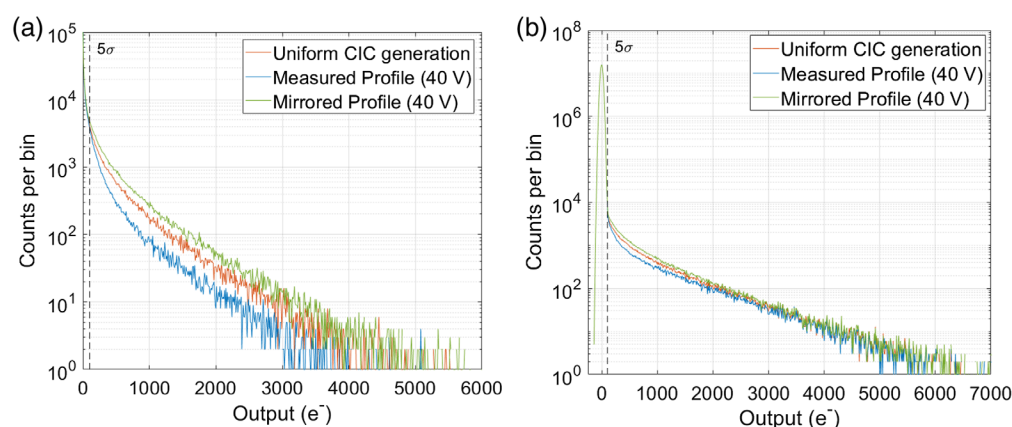 (a)
10^5
10^4
10^3
10^2
10^1
10^0
Counts per bin
5σ
Uniform CIC generation
Measured Profile (40 V)
Mirrored Profile (40 V)
0 1000 2000 3000 4000 5000 6000
Output (e^-)
(b)
10^8
10^6
10^4
10^2
10^0
Counts per bin
5σ
Uniform CIC generation
Measured Profile (40 V)
Mirrored Profile (40 V)
0 1000 2000 3000 4000 5000 6000 7000
Output (e^-)